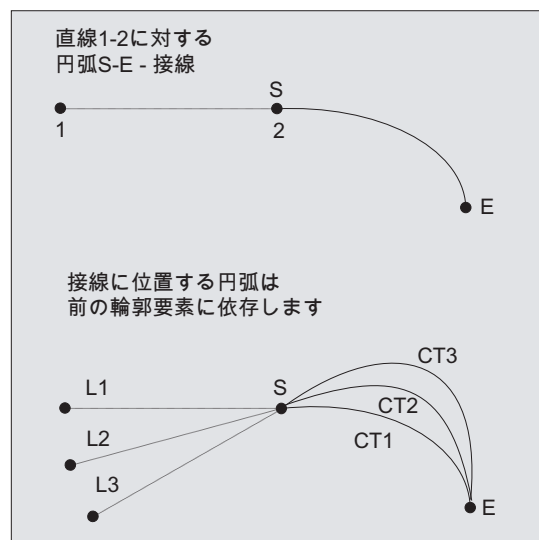 直線1-2に対する
円弧S-E - 接線
S
1
2
E
接線に位置する円弧は
前の輪郭要素に依存します
CT3
L1
S
CT2
L2
CT1
L3
E